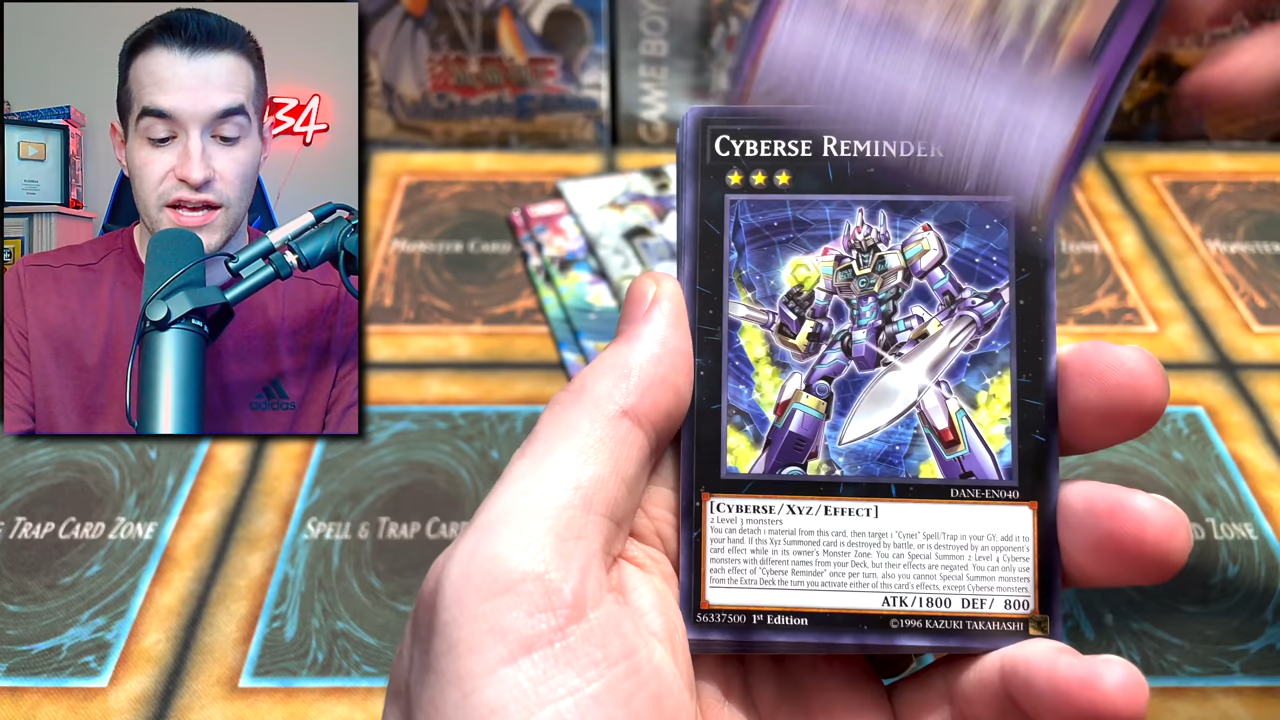 34
adidas
GAME BOY
MONSTER CARD
CYBERSE REMINDER
DANE-EN040
[CYBERSE/XYZ/EFFECT]
2 Level 3 monsters
You can detach 1 material from this card, then target 1 "Cynet" Spell/Trap in your GY; add it to
your hand. If this Xyz Summoned card is destroyed by battle, or is destroyed by an opponent's
card effect while in its owner's Monster Zone: You can Special Summon 2 Level 4 Cyberse
monsters with different names from your Deck, but their effects are negated. You can only use
each effect of "Cyberse Reminder" once per turn, also you cannot Special Summon monsters
from the Extra Deck the turn you activate either of this card's effects, except Cyberse monsters.
ATK/1800 DEF/ 800
56337500 1st Edition
©1996 KAZUKI TAKAHASHI
TRAP CARD ZONE
SPELL & TRAP CAR
ZONE